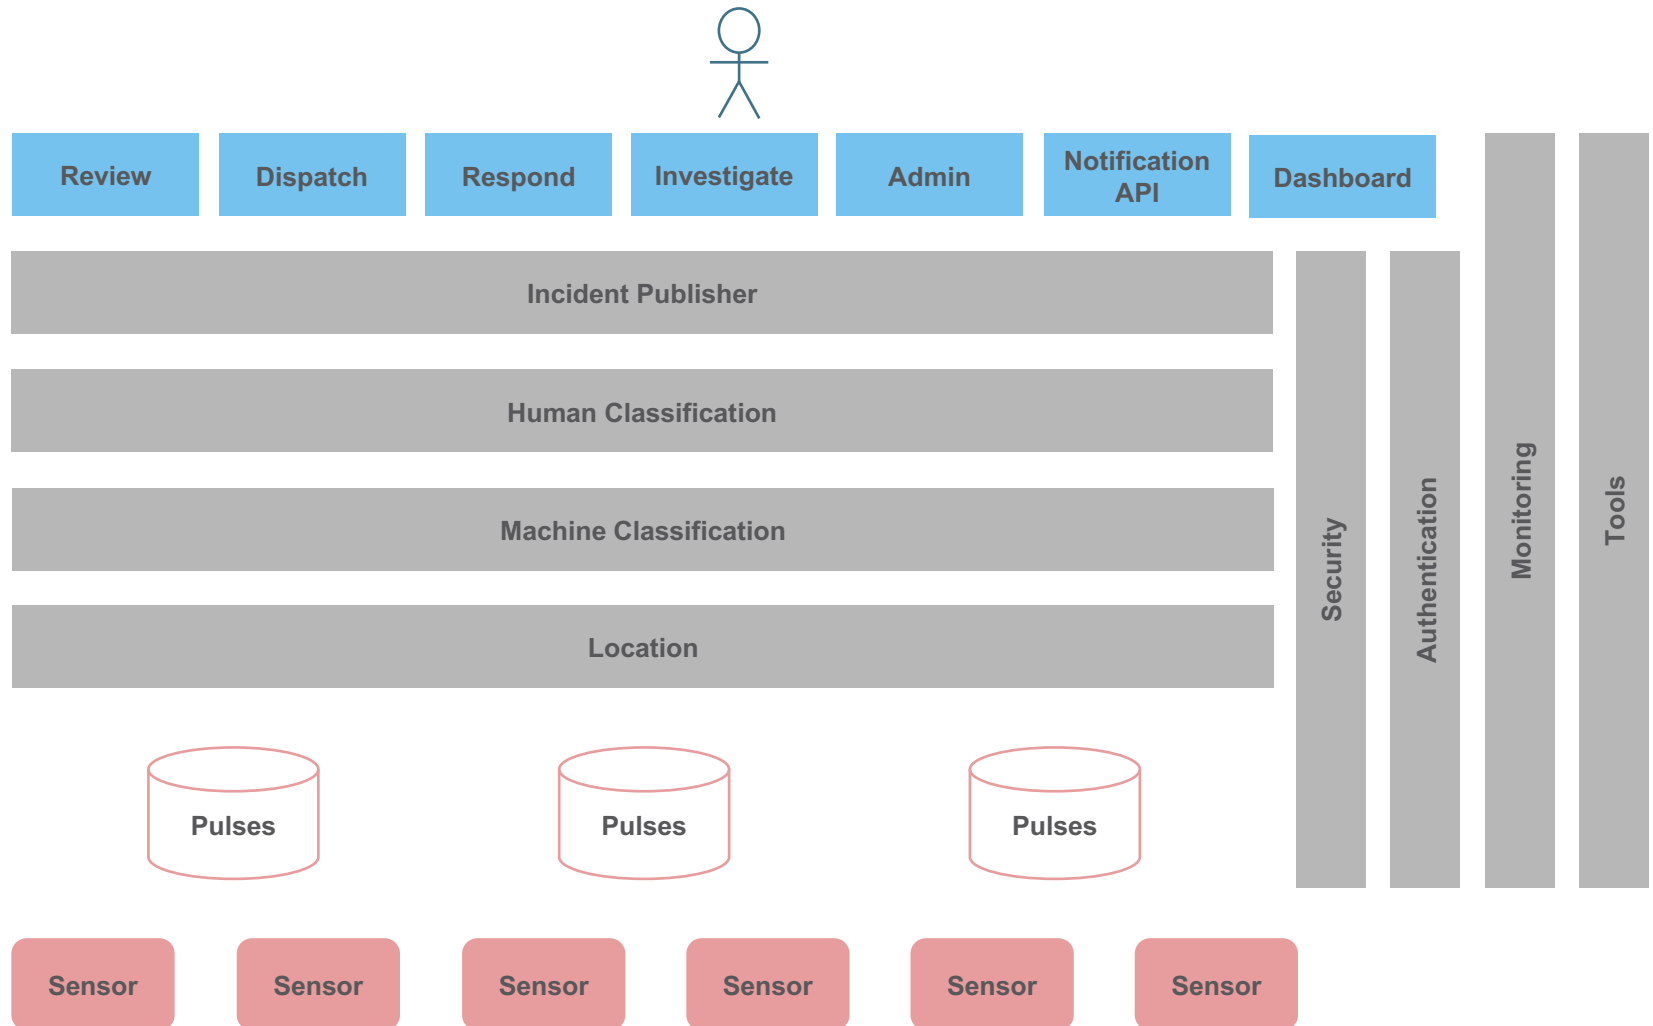 Review
Dispatch
Respond
Investigate
Admin
Notification
API
Dashboard
Incident Publisher
Human Classification
Machine Classification
Location
Security
Authentication
Monitoring
Tools
Pulses
Pulses
Pulses
Sensor
Sensor
Sensor
Sensor
Sensor
Sensor